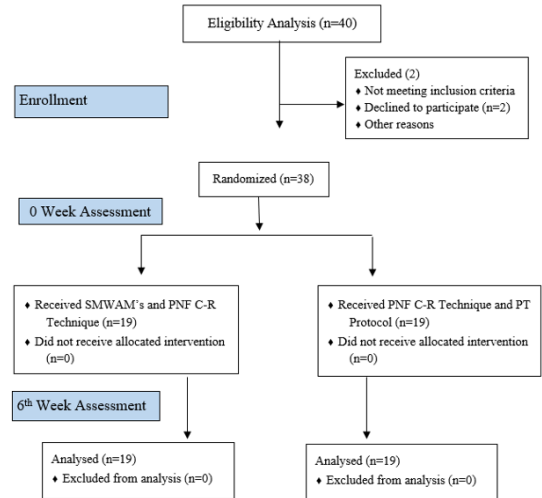 Eligibility Analysis (n=40)
Enrollment
Excluded (2)
♦ Not meeting inclusion criteria
♦ Declined to participate (n=2)
♦ Other reasons
Randomized (n=38)
0 Week Assessment
♦ Received SMWAM's and PNF C-R
Technique (n=19)
♦ Did not receive allocated intervention
(n=0)
♦ Received PNF C-R Technique and PT
Protocol (n=19)
♦ Did not receive allocated intervention
(n=0)
6th Week Assessment
Analysed (n=19)
♦ Excluded from analysis (n=0)
Analysed (n=19)
♦ Excluded from analysis (n=0)